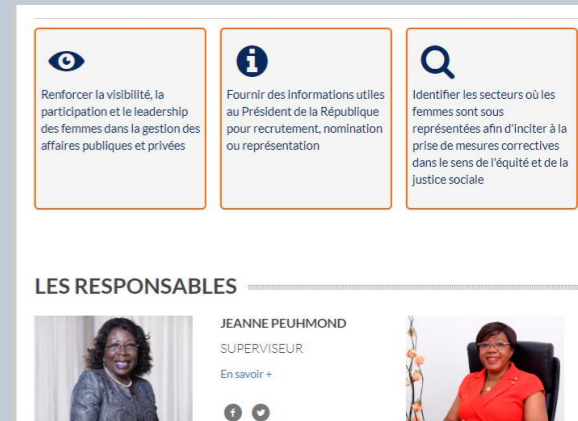 Renforcer la visibilité, la
participation et le leadership
des femmes dans la gestion des
affaires publiques et privées
Fournir des informations utiles
au Président de la République
pour recrutement, nomination
ou représentation
Identifier les secteurs où les
femmes sont sous
représentées afin d'inciter à la
prise de mesures correctives
dans le sens de l'équité et de la
justice sociale
LES RESPONSABLES
JEANNE PEUHMOND
SUPERVISEUR
En savoir +